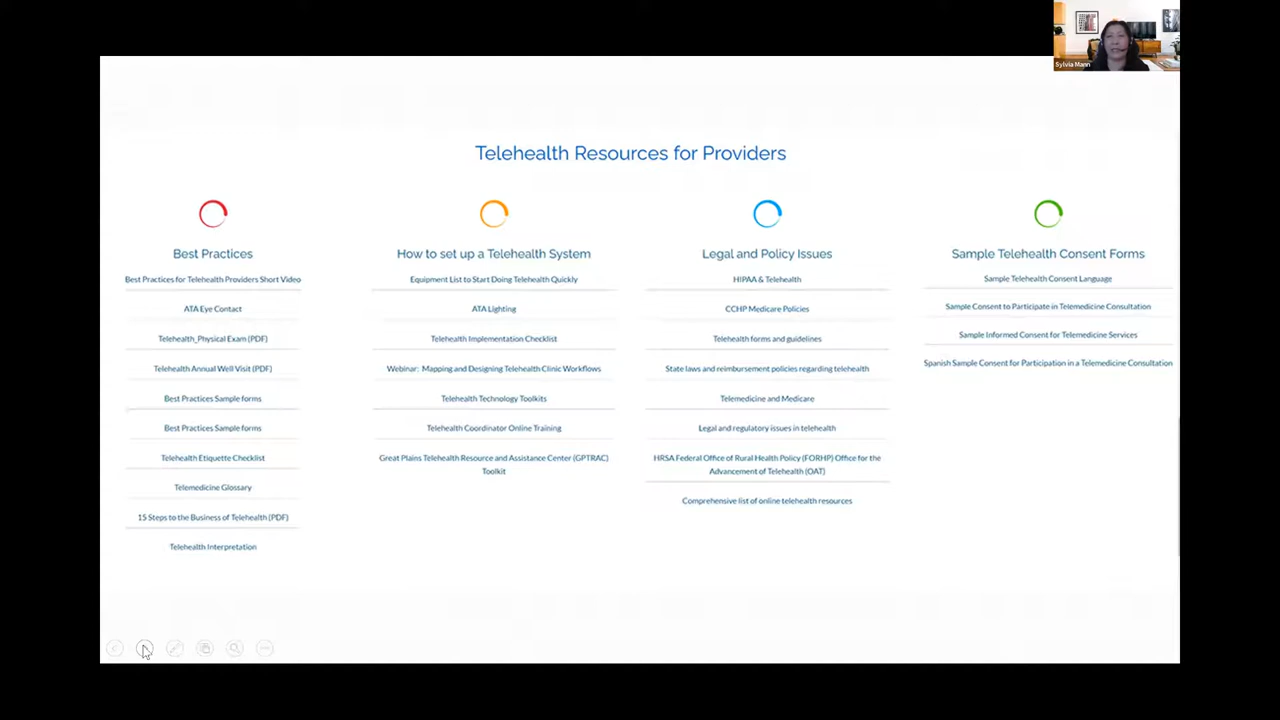 Sylvia Mann
Telehealth Resources for Providers
Best Practices
Best Practices for Telehealth Providers Short Video
ATA Eye Contact
Telehealth_Physical Exam (PDF)
Telehealth Annual Well Visit (PDF)
Best Practices Sample forms
Best Practices Sample forms
Telehealth Etiquette Checklist
Telemedicine Glossary
15 Steps to the Business of Telehealth (PDF)
Telehealth Interpretation
How to set up a Telehealth System
Equipment List to Start Doing Telehealth Quickly
ATA Lighting
Telehealth Implementation Checklist
Webinar: Mapping and Designing Telehealth Clinic Workflows
Telehealth Technology Toolkits
Telehealth Coordinator Online Training
Great Plains Telehealth Resource and Assistance Center (GPTRAC)
Toolkit
Legal and Policy Issues
HIPAA & Telehealth
CCHP Medicare Policies
Telehealth forms and guidelines
State laws and reimbursement policies regarding telehealth
Telemedicine and Medicare
Legal and regulatory issues in telehealth
HRSA Federal Office of Rural Health Policy (FORHP) Office for the
Advancement of Telehealth (OAT)
Comprehensive list of online telehealth resources
Sample Telehealth Consent Forms
Sample Telehealth Consent Language
Sample Consent to Participate in Telemedicine Consultation
Sample Informed Consent for Telemedicine Services
Spanish Sample Consent for Participation in a Telemedicine Consultation